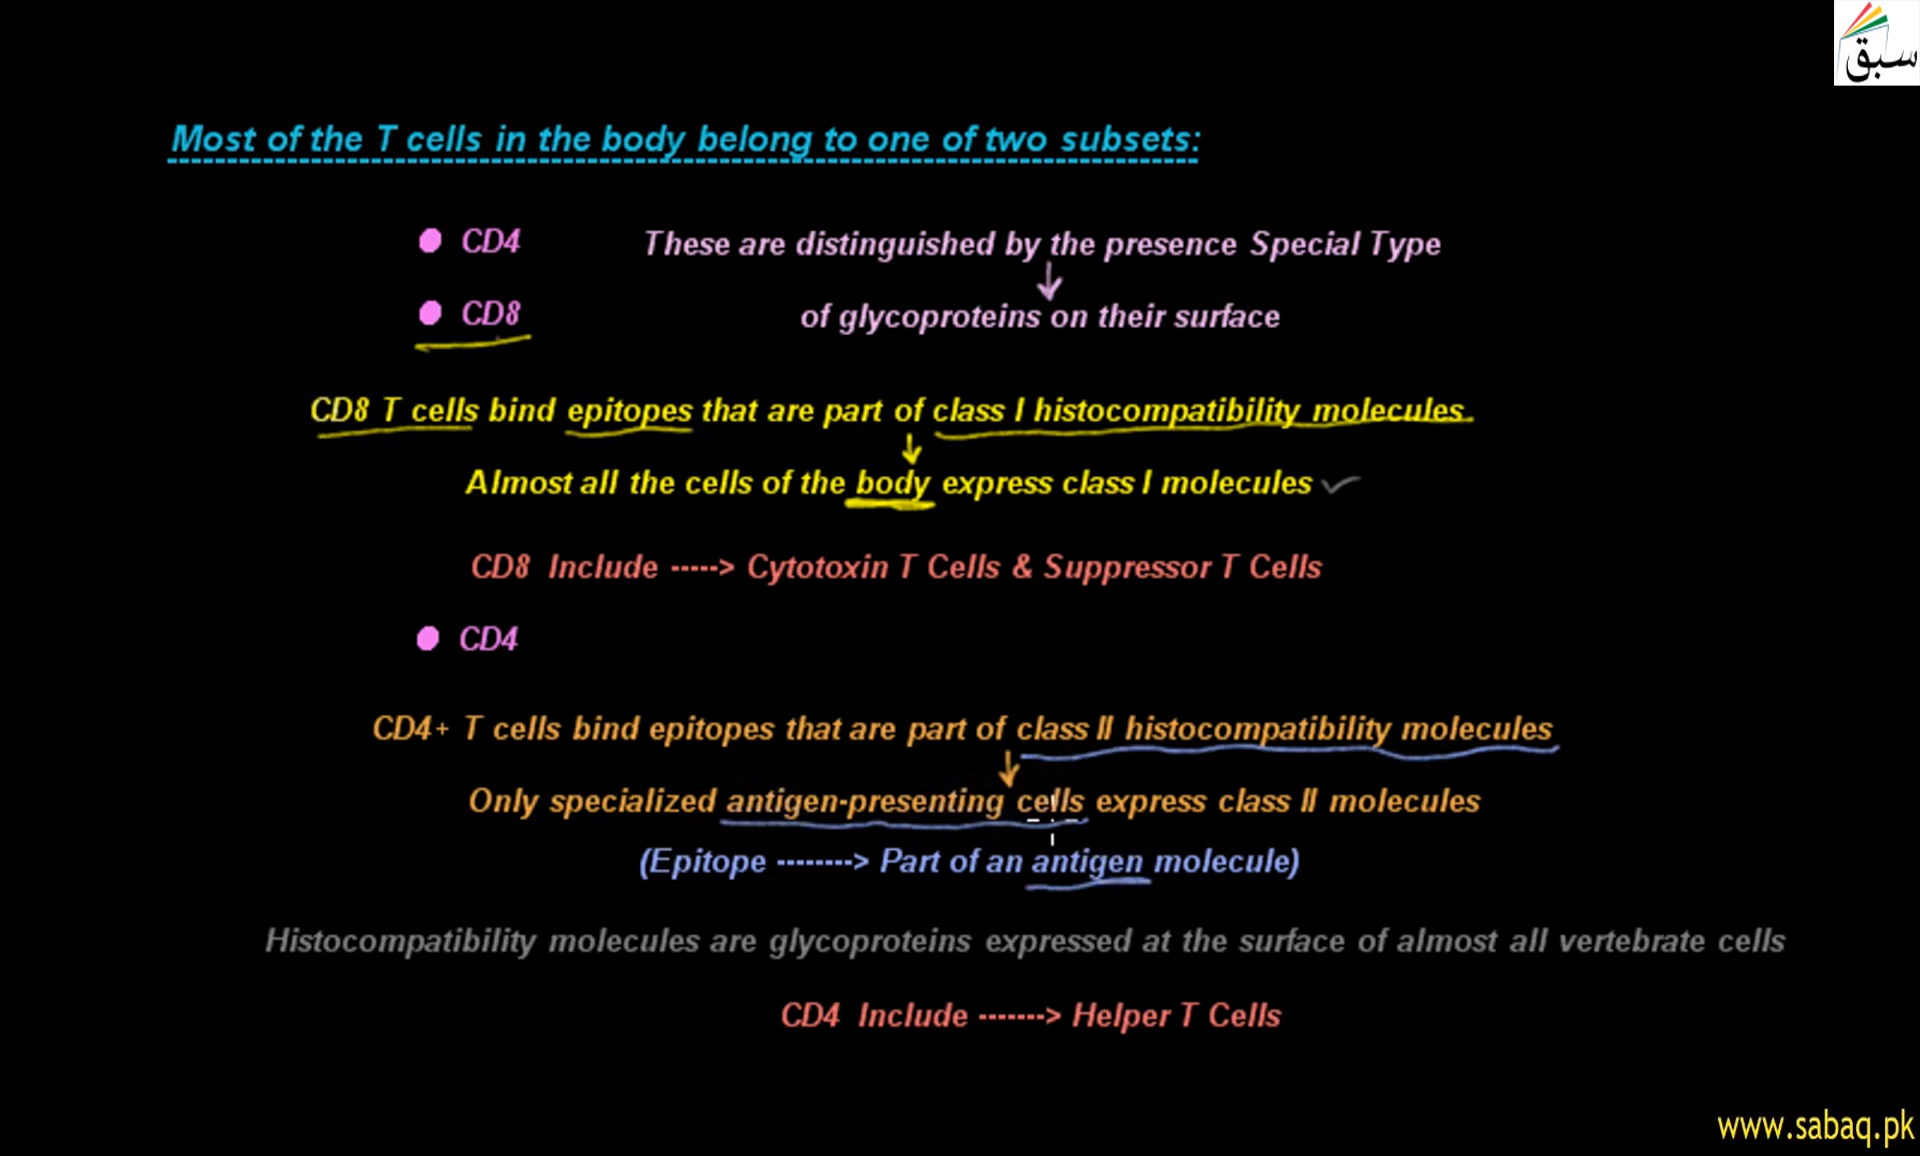 سبق
Most of the T cells in the body belong to one of two subsets:
CD4 These are distinguished by the presence Special Type
CD8 of glycoproteins on their surface
CD8 T cells bind epitopes that are part of class I histocompatibility molecules.
Almost all the cells of the body express class I molecules
CD8 Include -----> Cytotoxin T Cells & Suppressor T Cells
CD4
CD4+ T cells bind epitopes that are part of class II histocompatibility molecules
Only specialized antigen-presenting cells express class II molecules
(Epitope --------> Part of an antigen molecule)
Histocompatibility molecules are glycoproteins expressed at the surface of almost all vertebrate cells
CD4 Include -------> Helper T Cells
www.sabaq.pk